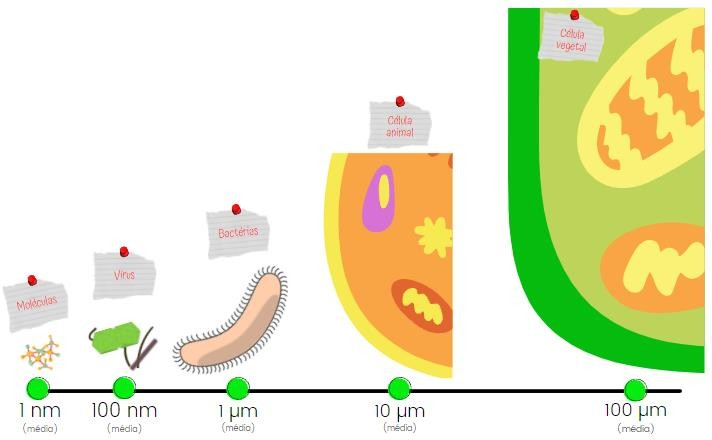 Célula
vegetal
Célula
animal
Bactérias
Vírus
Moléculas
1 nm
(média)
100 nm
(média)
1 µm
(média)
10 µm
(média)
100 µm
(média)